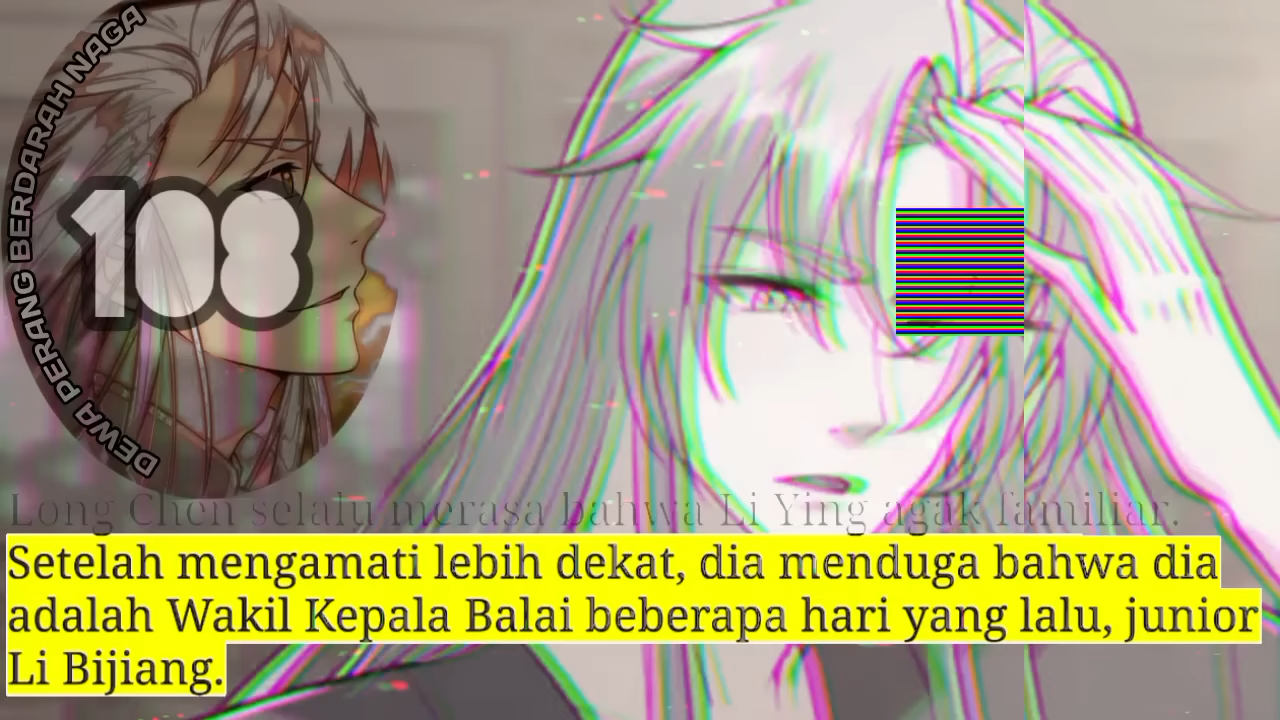 DEWA PERANG BERDARAH NAGA
108
Long Chen selalu merasa bahwa Li Ying agak familiar.
Setelah mengamati lebih dekat, dia menduga bahwa dia
adalah Wakil Kepala Balai beberapa hari yang lalu, junior
Li Bijiang.